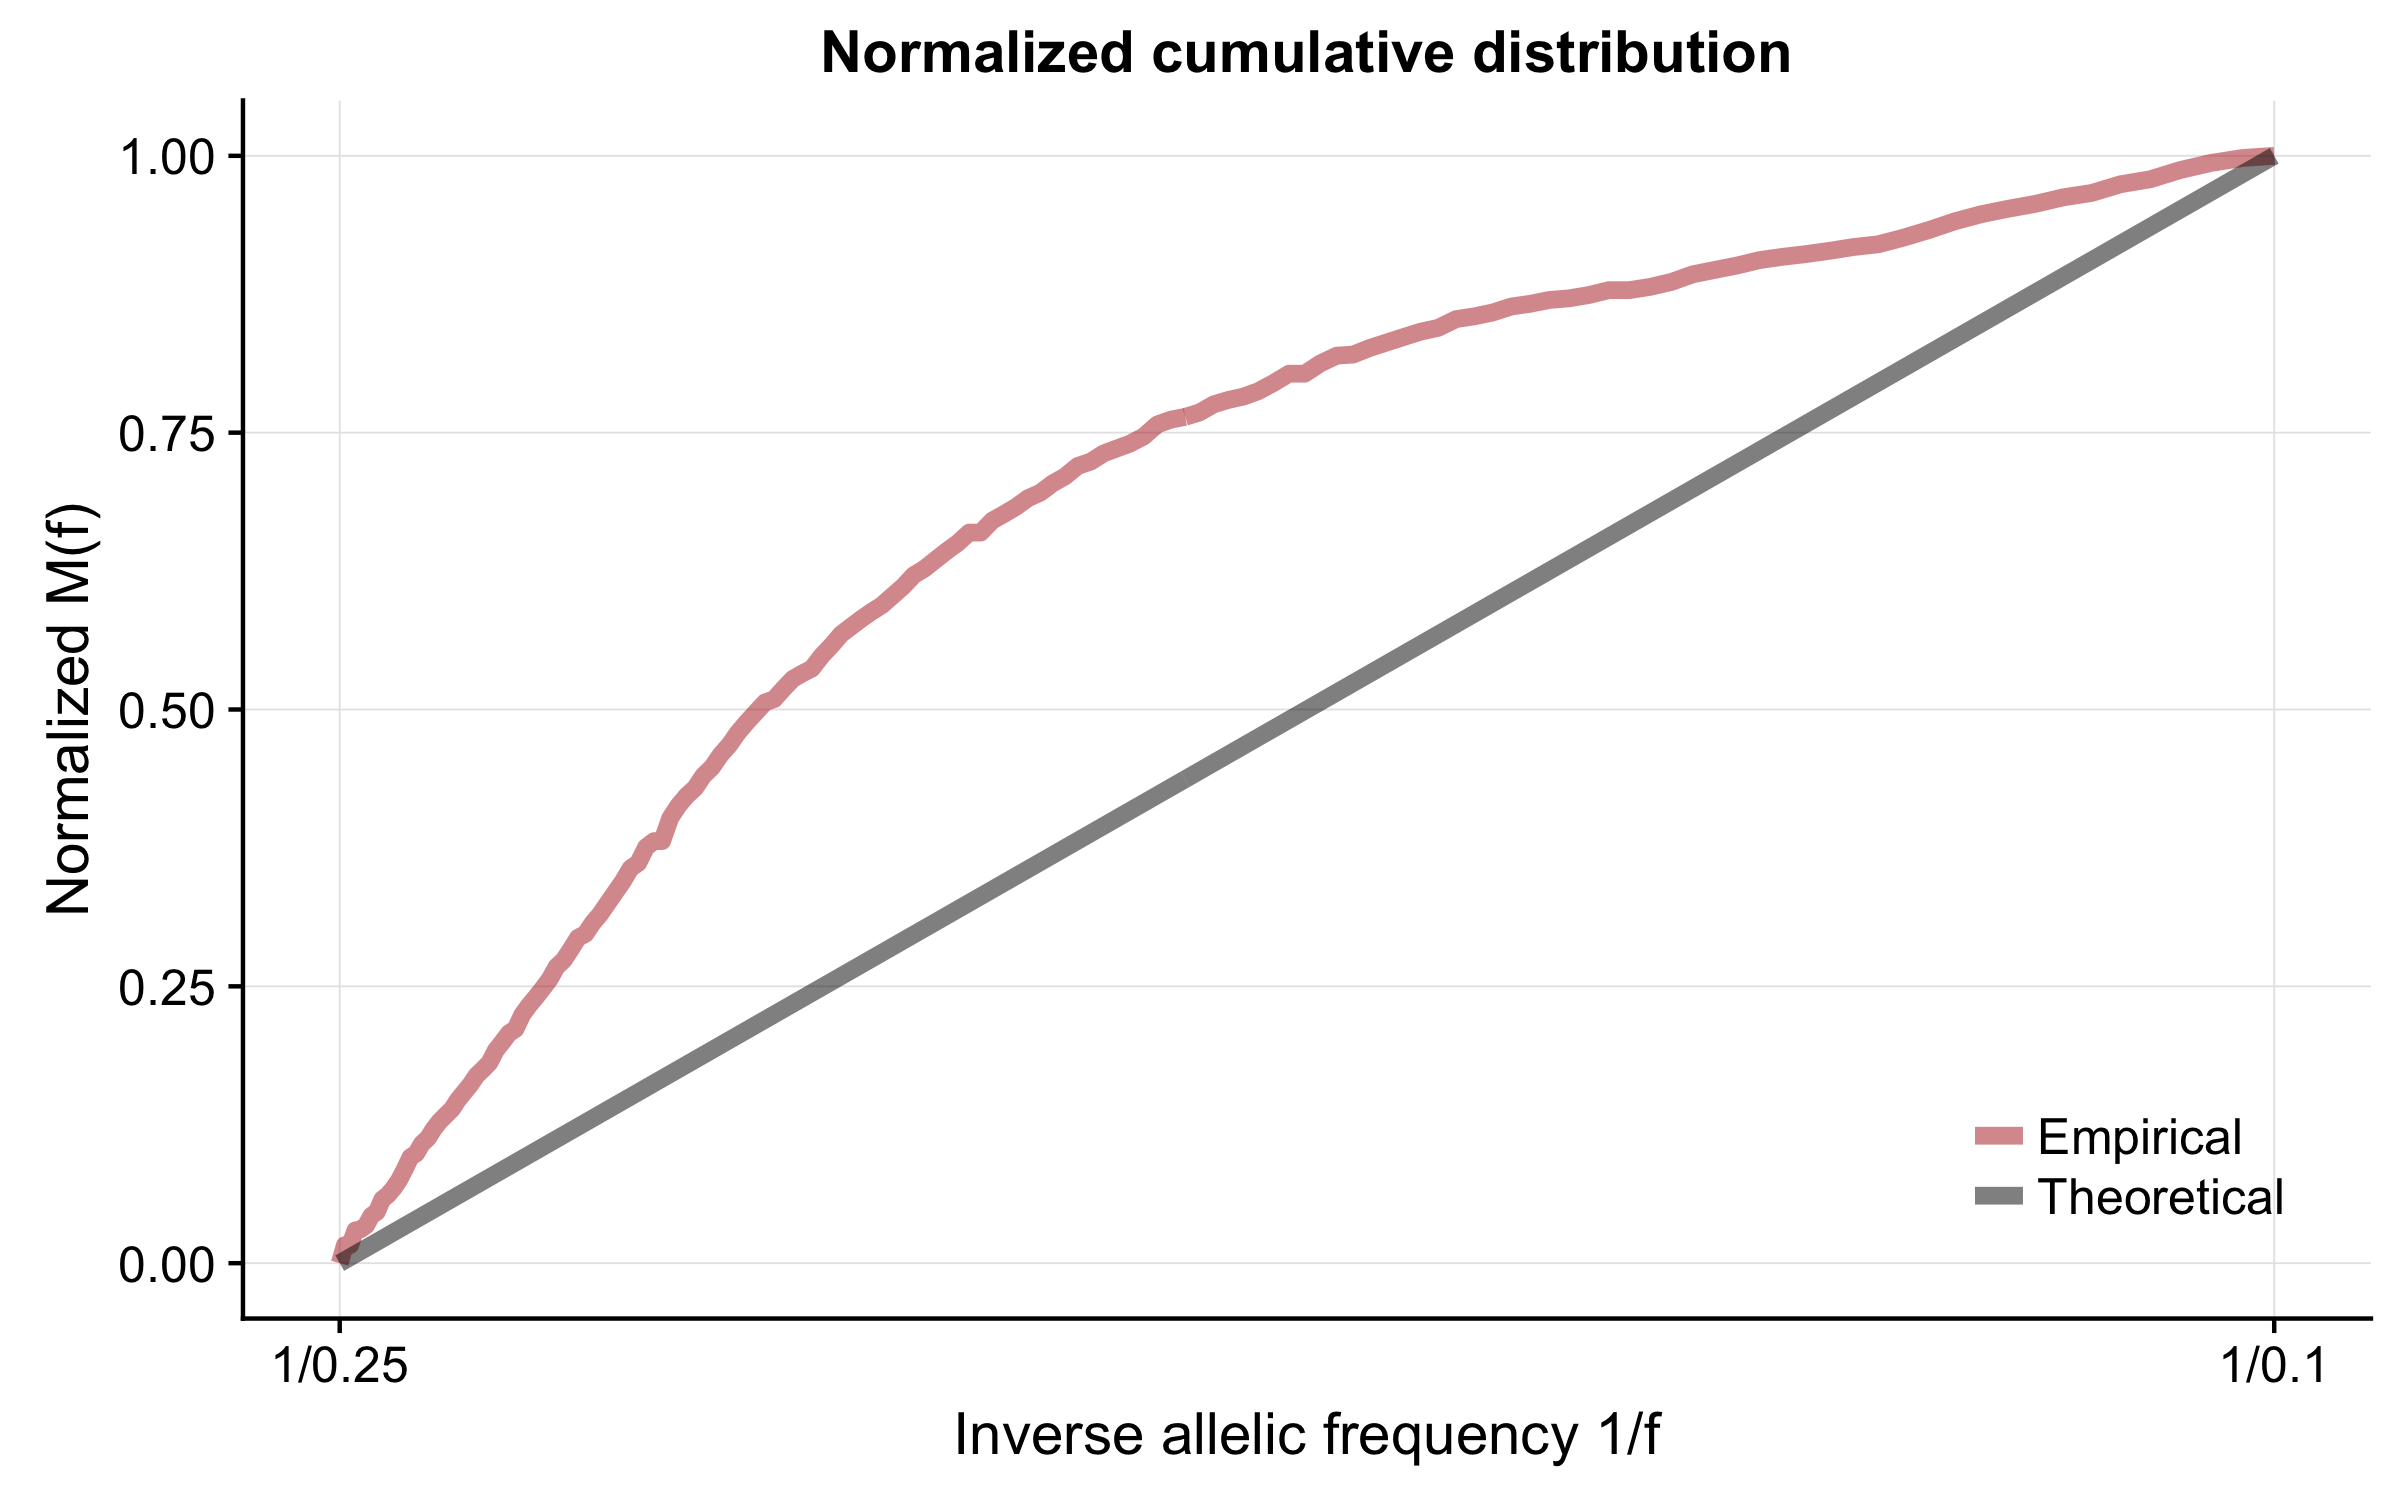 Normalized cumulative distribution
Normalized M(f)
1.00
0.75
0.50
0.25
0.00
Empirical
Theoretical
1/0.25
1/0.1
Inverse allelic frequency 1/f